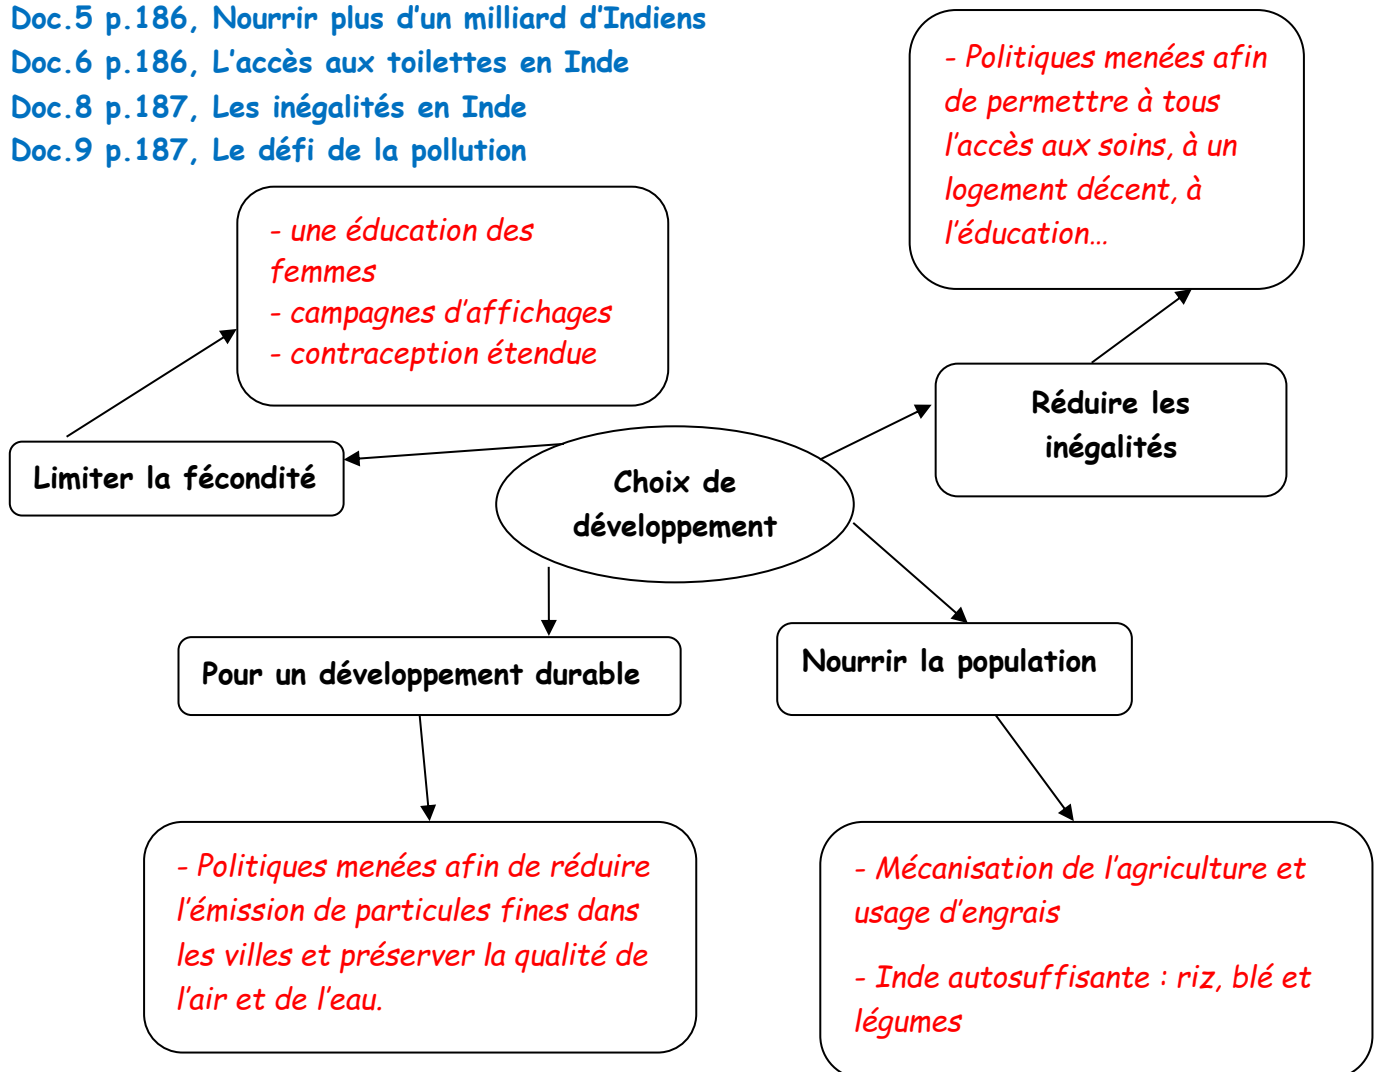 Doc.5 p.186, Nourrir plus d'un milliard d'Indiens
Doc.6 p.186, L'accès aux toilettes en Inde
Doc.8 p.187, Les inégalités en Inde
Doc.9 p.187, Le défi de la pollution
- Politiques menées afin
de permettre à tous
l'accès aux soins, à un
logement décent, à
l'éducation…
- une éducation des
femmes
- campagnes d'affichages
- contraception étendue
Réduire les
inégalités
Limiter la fécondité
Choix de
développement
Pour un développement durable
Nourrir la population
- Politiques menées afin de réduire
l'émission de particules fines dans
les villes et préserver la qualité de
l'air et de l'eau.
- Mécanisation de l'agriculture et
usage d'engrais
- Inde autosuffisante : riz, blé et
légumes